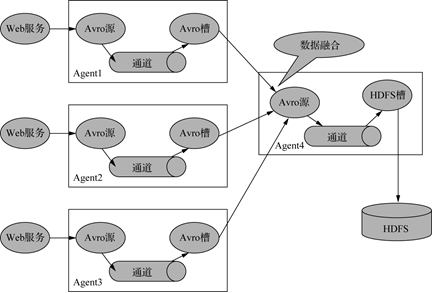 Web服务
Avro源
Avro槽
通道
Agent1
数据融合
Web服务
Avro源
Avro槽
通道
Agent2
Avro源
HDFS槽
通道
Agent4
Web服务
Avro源
Avro槽
通道
Agent3
HDFS